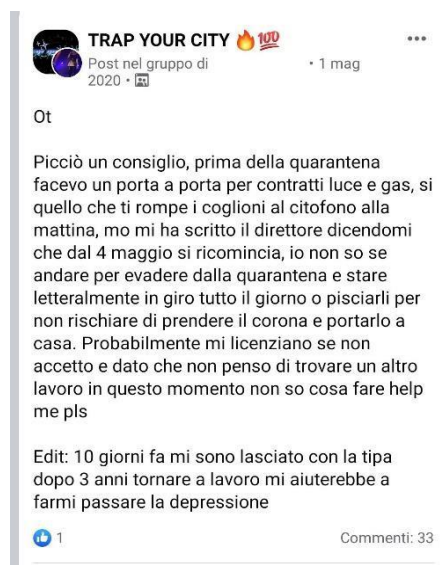 TRAP YOUR CITY 🔥💯
Post nel gruppo di • 1 mag
2020 •
Ot
Picciò un consiglio, prima della quarantena
facevo un porta a porta per contratti luce e gas, si
quello che ti rompe i coglioni al citofono alla
mattina, mo mi ha scritto il direttore dicendomi
che dal 4 maggio si ricomincia, io non so se
andare per evadere dalla quarantena e stare
letteralmente in giro tutto il giorno o pisciarli per
non rischiare di prendere il corona e portarlo a
casa. Probabilmente mi licenziano se non
accetto e dato che non penso di trovare un altro
lavoro in questo momento non so cosa fare help
me pls
Edit: 10 giorni fa mi sono lasciato con la tipa
dopo 3 anni tornare a lavoro mi aiuterebbe a
farmi passare la depressione
1 Commenti: 33